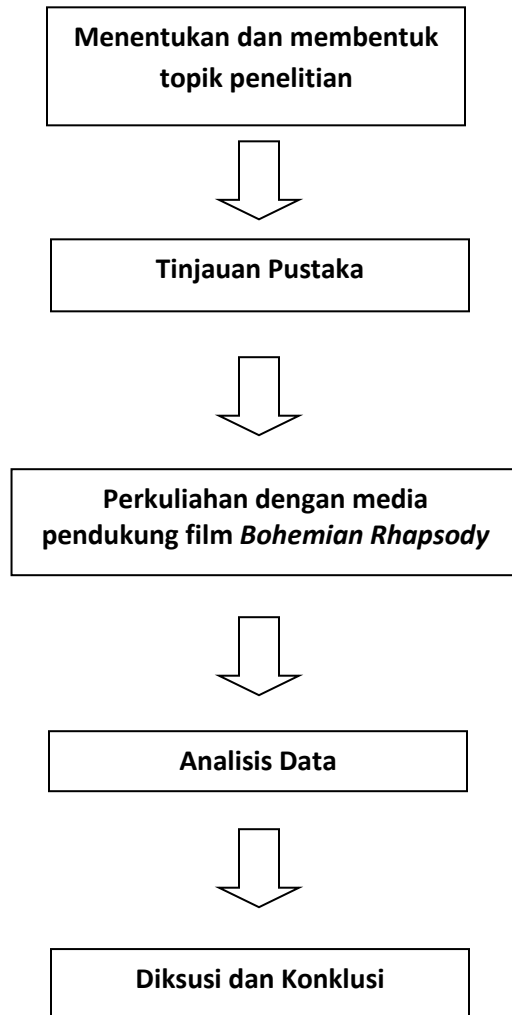 Menentukan dan membentuk
topik penelitian
Tinjauan Pustaka
Perkuliahan dengan media
pendukung film Bohemian Rhapsody
Analisis Data
Diksusi dan Konklusi